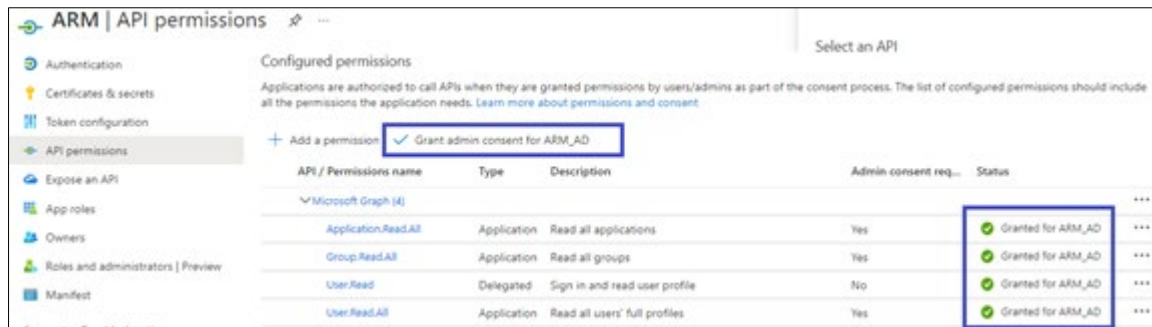 ARM | API permissions
Select an API
Authentication
Certificates & secrets
Token configuration
API permissions
Expose an API
App roles
Owners
Roles and administrators | Preview
Manifest
Configured permissions
Applications are authorized to call APIs when they are granted permissions by users/admins as part of the consent process. The list of configured permissions should include
all the permissions the application needs. Learn more about permissions and consent
+ Add a permission ✓ Grant admin consent for ARM_AD
API / Permissions name Type Description Admin consent req... Status
Microsoft Graph (4) ...
Application.Read.All Application Read all applications Yes Granted for ARM_AD ...
Group.Read.All Application Read all groups Yes Granted for ARM_AD ...
User.Read Delegated Sign in and read user profile No Granted for ARM_AD ...
User.Read.All Application Read all users' full profiles Yes Granted for ARM_AD ...